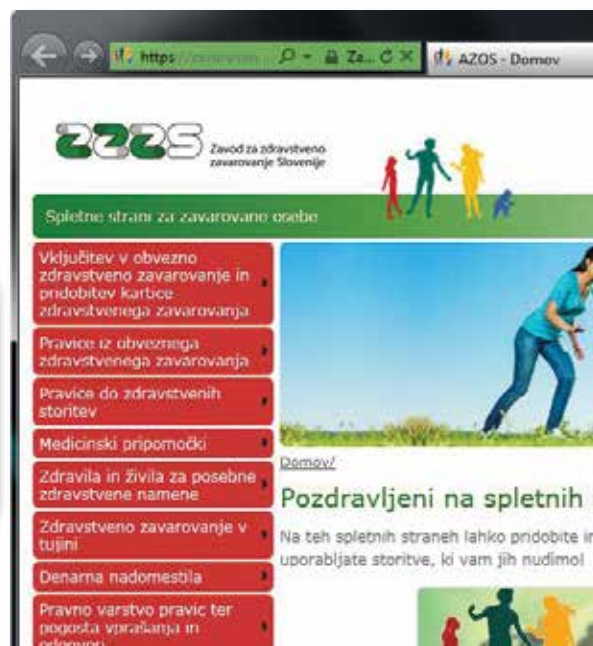 https://
Za...
AZOS - Domov
ZZZS
Zavod za zdravstveno
zavarovanje Slovenije
Spletne strani za zavarovane osebe
Vključitev v obvezno
zdravstveno zavarovanje in
pridobitev kartice
zdravstvenega zavarovanja
Pravice iz obveznega
zdravstvenega zavarovanja
Pravice do zdravstvenih
storitev
Medicinski pripomočki
Zdravila in živila za posebne
zdravstvene namene
Zdravstveno zavarovanje v
tujini
Denarna nadomestila
Pravno varstvo pravic ter
pogosta vprašanja in
Domov/
Pozdravljeni na spletnih
Na teh spletnih straneh lahko pridobite in
uporabljate storitve, ki vam jih nudimo!